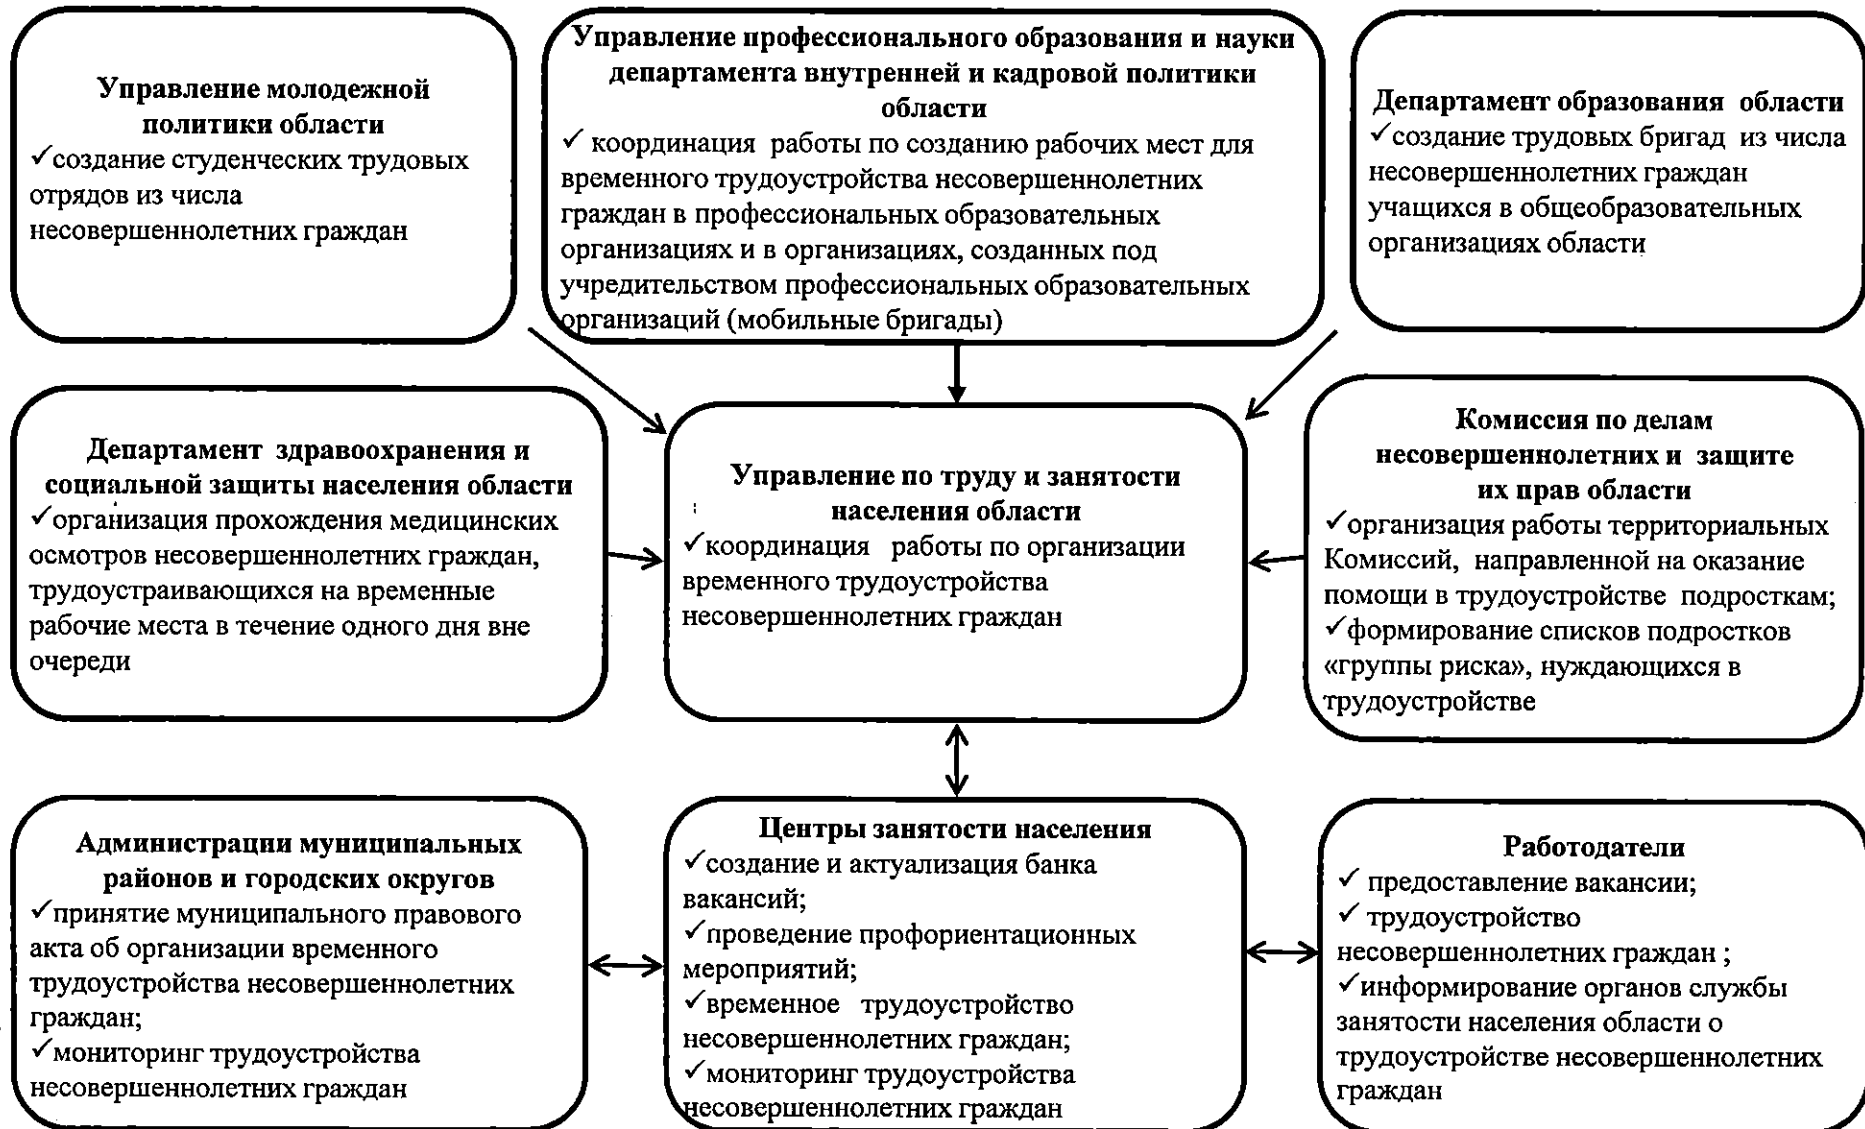 Управление молодежной
политики области
✓создание студенческих трудовых
отрядов из числа
несовершеннолетних граждан
Управление профессионального образования и науки
департамента внутренней и кадровой политики
области
✓ координация работы по созданию рабочих мест для
временного трудоустройства несовершеннолетних
граждан в профессиональных образовательных
организациях и в организациях, созданных под
учредительством профессиональных образовательных
организаций (мобильные бригады)
Департамент образования области
✓создание трудовых бригад из числа
несовершеннолетних граждан
учащихся в общеобразовательных
организациях области
Департамент здравоохранения и
социальной защиты населения области
✓организация прохождения медицинских
осмотров несовершеннолетних граждан,
трудоустраивающихся на временные
рабочие места в течение одного дня вне
очереди
Управление по труду и занятости
населения области
✓координация работы по организации
временного трудоустройства
несовершеннолетних граждан
Комиссия по делам
несовершеннолетних и защите
их прав области
✓организация работы территориальных
Комиссий, направленной на оказание
помощи в трудоустройстве подросткам;
✓формирование списков подростков
«группы риска», нуждающихся в
трудоустройстве
Администрации муниципальных
районов и городских округов
✓принятие муниципального правового
акта об организации временного
трудоустройства несовершеннолетних
граждан;
✓мониторинг трудоустройства
несовершеннолетних граждан
Центры занятости населения
✓создание и актуализация банка
вакансий;
✓проведение профориентационных
мероприятий;
✓временное трудоустройство
несовершеннолетних граждан;
✓мониторинг трудоустройства
несовершеннолетних граждан
Работодатели
✓ предоставление вакансии;
✓ трудоустройство
несовершеннолетних граждан ;
✓информирование органов службы
занятости населения области о
трудоустройстве несовершеннолетних
граждан